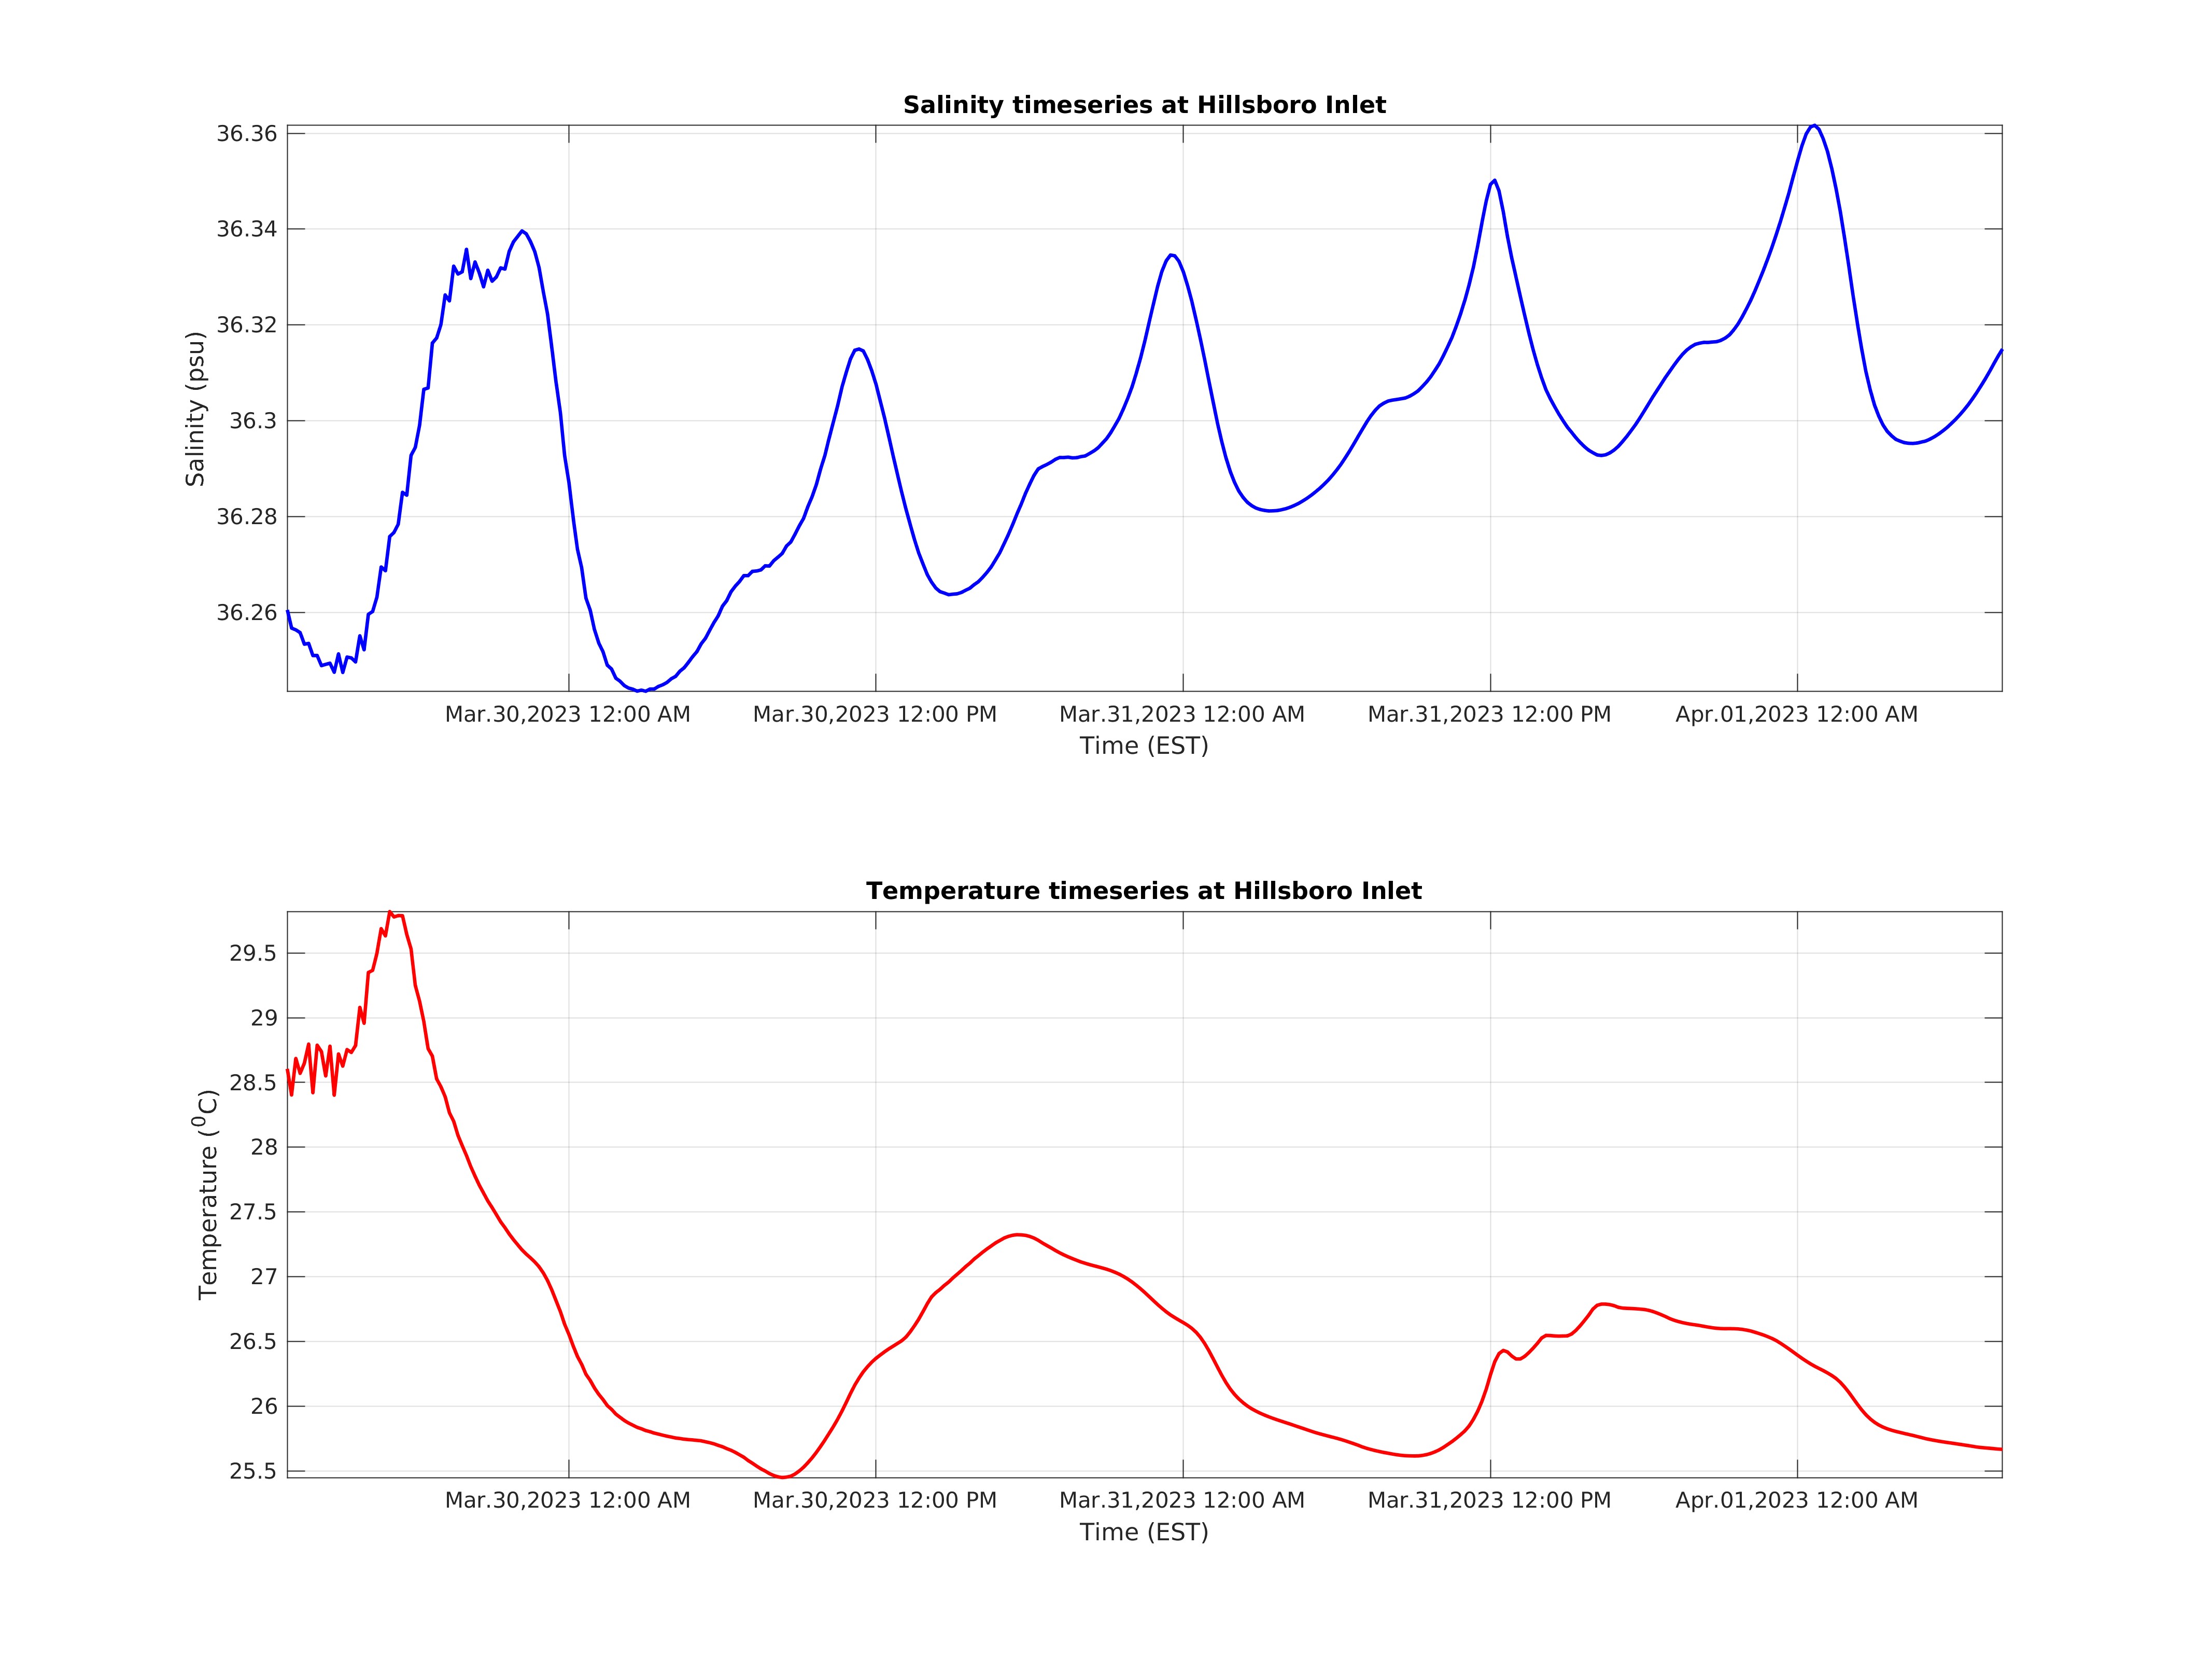 Salinity timeseries at Hillsboro Inlet
36.36
36.34
36.32
36.3
36.28
36.26
Salinity (psu)
Mar.30,2023 12:00 AM
Mar.30,2023 12:00 PM
Mar.31,2023 12:00 AM
Mar.31,2023 12:00 PM
Apr.01,2023 12:00 AM
Time (EST)
Temperature timeseries at Hillsboro Inlet
29.5
29
28.5
28
27.5
27
26.5
26
25.5
Temperature (⁰C)
Mar.30,2023 12:00 AM
Mar.30,2023 12:00 PM
Mar.31,2023 12:00 AM
Mar.31,2023 12:00 PM
Apr.01,2023 12:00 AM
Time (EST)